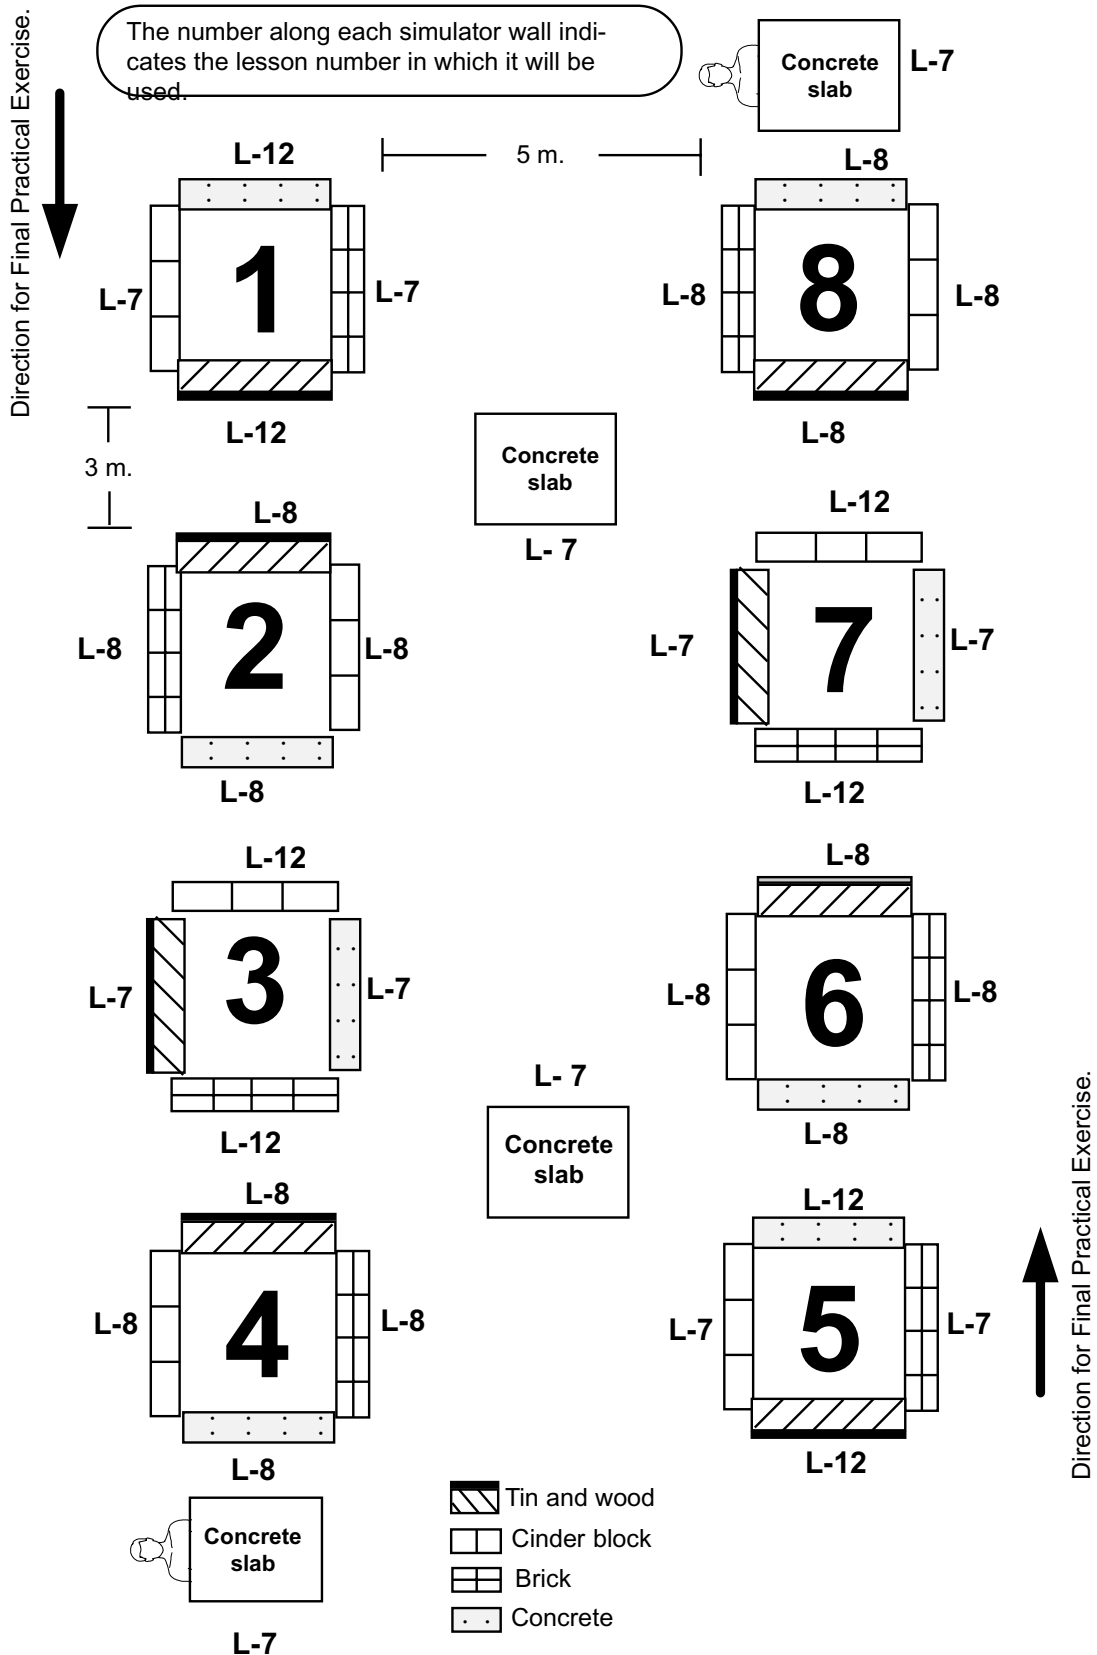 Direction for Final Practical Exercise.
The number along each simulator wall indi-
cates the lesson number in which it will be
used.
Concrete
slab
L-7
L-12
5 m.
L-8
L-7
1
L-7
L-8
8
L-8
L-12
L-8
3 m.
Concrete
slab
L- 7
L-8
L-12
L-8
2
L-8
L-7
7
L-7
L-8
L-12
L-12
L-8
L-7
3
L-7
L-8
6
L-8
L-12
L-8
L- 7
Concrete
slab
L-8
L-12
L-8
4
L-8
L-7
5
L-7
L-8
L-12
Direction for Final Practical Exercise.
Concrete
slab
L-7
Tin and wood
Cinder block
Brick
Concrete